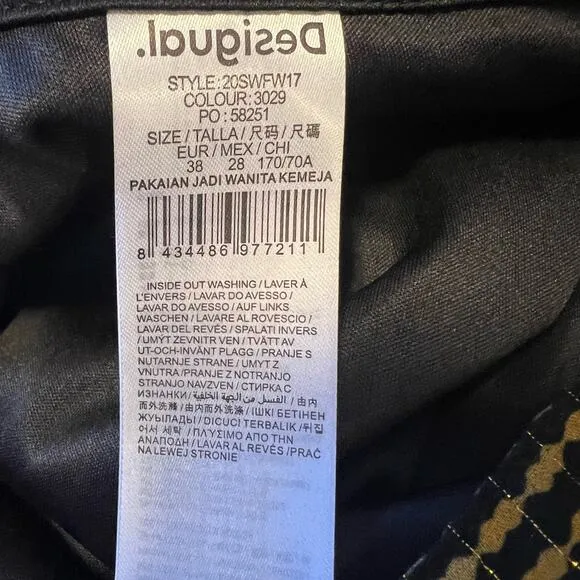 Desigual.
STYLE:20SWFW17
COLOUR:3029
PO:58251
SIZE/TALLA/尺码/尺碼
EUR/MEX/CHI
38 28 170/70A
PAKAIAN JADI WANITA KEMEJA
8 434486 977211
INSIDE OUT WASHING/LAVER À
L'ENVERS/LAVAR DO AVESSO/
LAVAR DO AVESSO/AUF LINKS
WASCHEN/LAVARE AL ROVESCIO/
LAVAR DEL REVÉS/SPALATI INVERS
/UMÝT ZEVNITR VEN/TVÄTT AV
UT-OCH-INVÄNT PLAGG/PRANJE S
NUTARNJE STRANE/UMYT Z
VNUTRA/PRANJE Z NOTRANJO
STRANJO NAVZVEN/СТИРКА С
ИЗНАНКИ/الغسل من الجهة الخلفية/由内
而外洗滌/由内而外洗涤/ІШКІ БЕТІНЕН
ЖУЫЛАДЫ/DICUCI TERBALIK/뒤집
어서 세탁/ΠΛΥΣΙΜΟ ΑΠΟ ΤΗΝ
ΑΝΑΠΟΔΗ/LAVAR AL REVÉS/PRAĆ
NA LEWEJ STRONIE